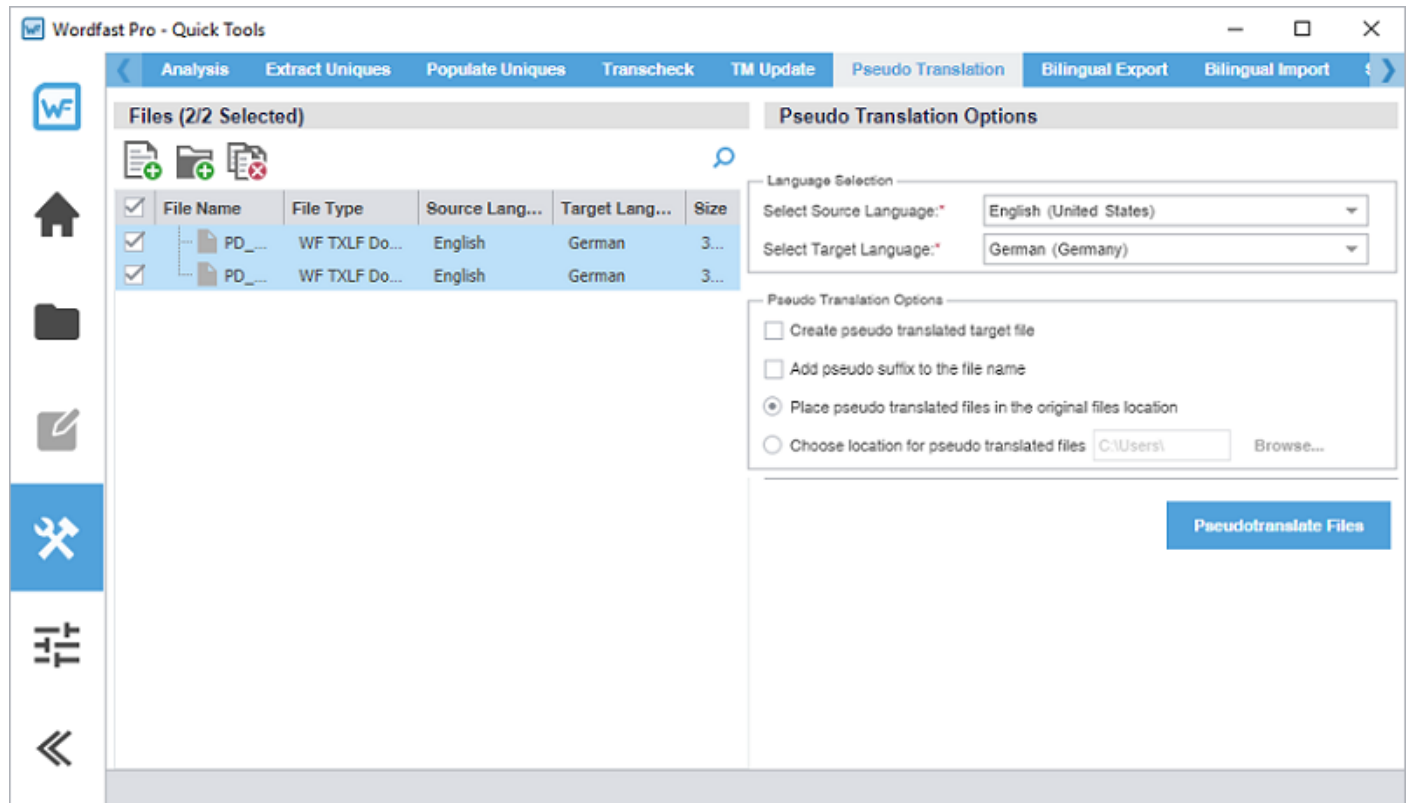 Wordfast Pro - Quick Tools
Analysis Extract Uniques Populate Uniques Transcheck TM Update Pseudo Translation Bilingual Export Bilingual Import
WF
Files (2/2 Selected)
Pseudo Translation Options
File Name File Type Source Lang... Target Lang... Size
PD_... WF TXLF Do... English German 3...
PD_... WF TXLF Do... English German 3...
Language Selection
Select Source Language:* English (United States)
Select Target Language:* German (Germany)
Pseudo Translation Options
Create pseudo translated target file
Add pseudo suffix to the file name
Place pseudo translated files in the original files location
Choose location for pseudo translated files C:\Users\ Browse...
Pseudotranslate Files